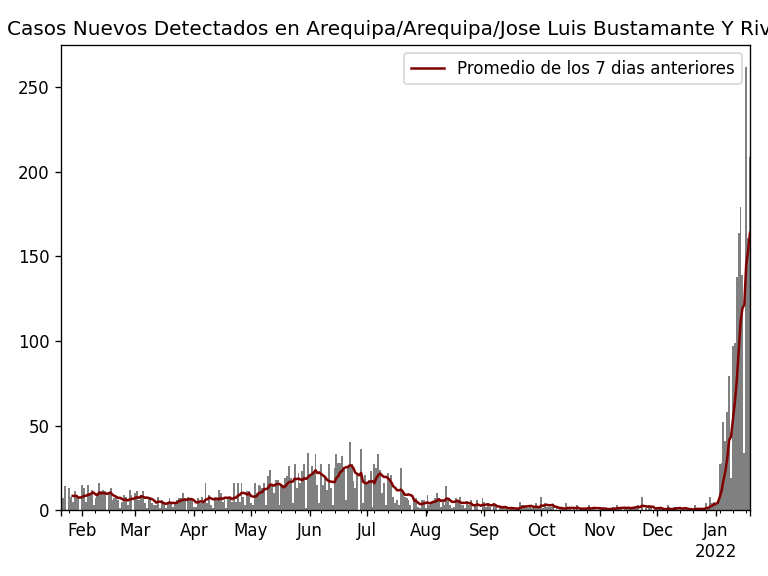 Casos Nuevos Detectados en Arequipa/Arequipa/Jose Luis Bustamante Y Riv
Promedio de los 7 dias anteriores
250
200
150
100
50
0
Feb Mar Apr May Jun Jul Aug Sep Oct Nov Dec Jan
2022